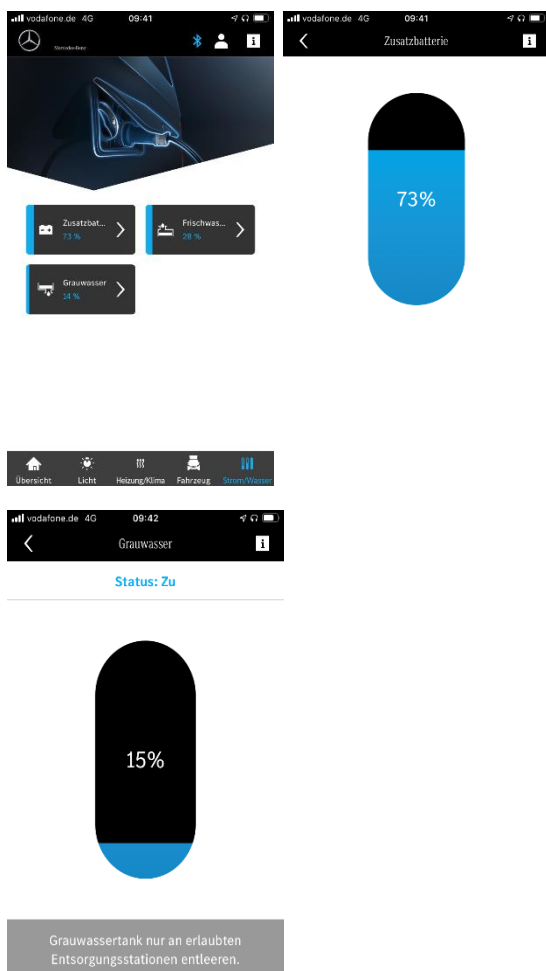 vodafone.de 4G 09:41
Mercedes-Benz
Zusatzbat...
73 %
Frischwas...
28 %
Grauwasser
14 %
Übersicht Licht Heizung/Klima Fahrzeug Strom/Wasser
vodafone.de 4G 09:41
Zusatzbatterie
73%
vodafone.de 4G 09:42
Grauwasser
Status: Zu
15%
Grauwassertank nur an erlaubten
Entsorgungsstationen entleeren.